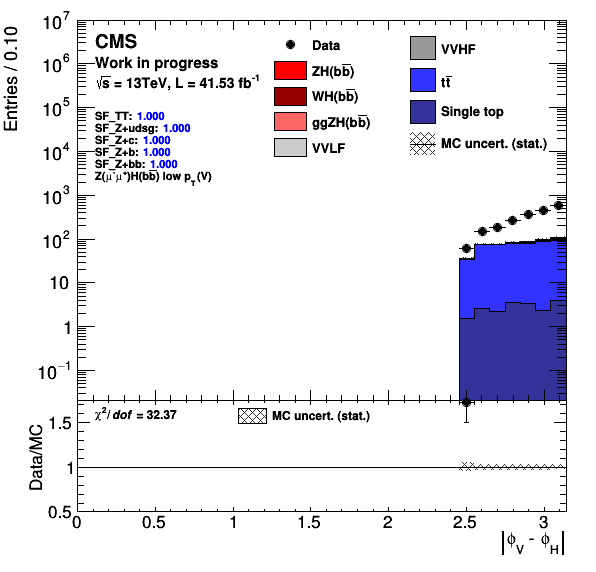 Entries / 0.10
10⁷
10⁶
10⁵
10⁴
10³
10²
10
1
10⁻¹
CMS
Work in progress
√s = 13TeV, L = 41.53 fb⁻¹
SF_TT: 1.000
SF_Z+udsg: 1.000
SF_Z+c: 1.000
SF_Z+b: 1.000
SF_Z+bb: 1.000
Z(μ⁻μ⁺)H(bb̅) low p_T(V)
Data
ZH(bb̅)
WH(bb̅)
ggZH(bb̅)
VVLF
VVHF
tt̅
Single top
MC uncert. (stat.)
Data/MC
1.5
1
0.5
χ²/dof = 32.37
MC uncert. (stat.)
0 0.5 1 1.5 2 2.5 3
|ϕ_V - ϕ_H|